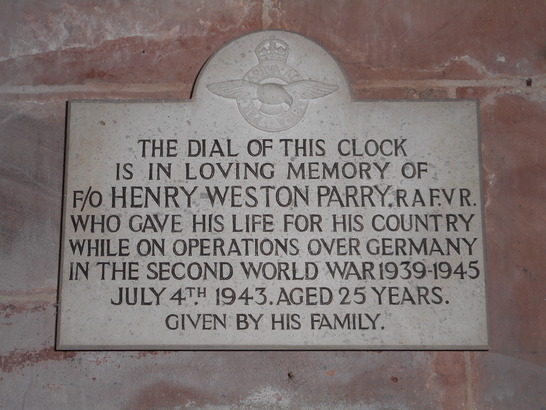 THE DIAL OF THIS CLOCK
IS IN LOVING MEMORY OF
F/O HENRY WESTON PARRY, R.A.F.V.R.
WHO GAVE HIS LIFE FOR HIS COUNTRY
WHILE ON OPERATIONS OVER GERMANY
IN THE SECOND WORLD WAR 1939-1945
JULY 4TH 1943. AGED 25 YEARS.
GIVEN BY HIS FAMILY.